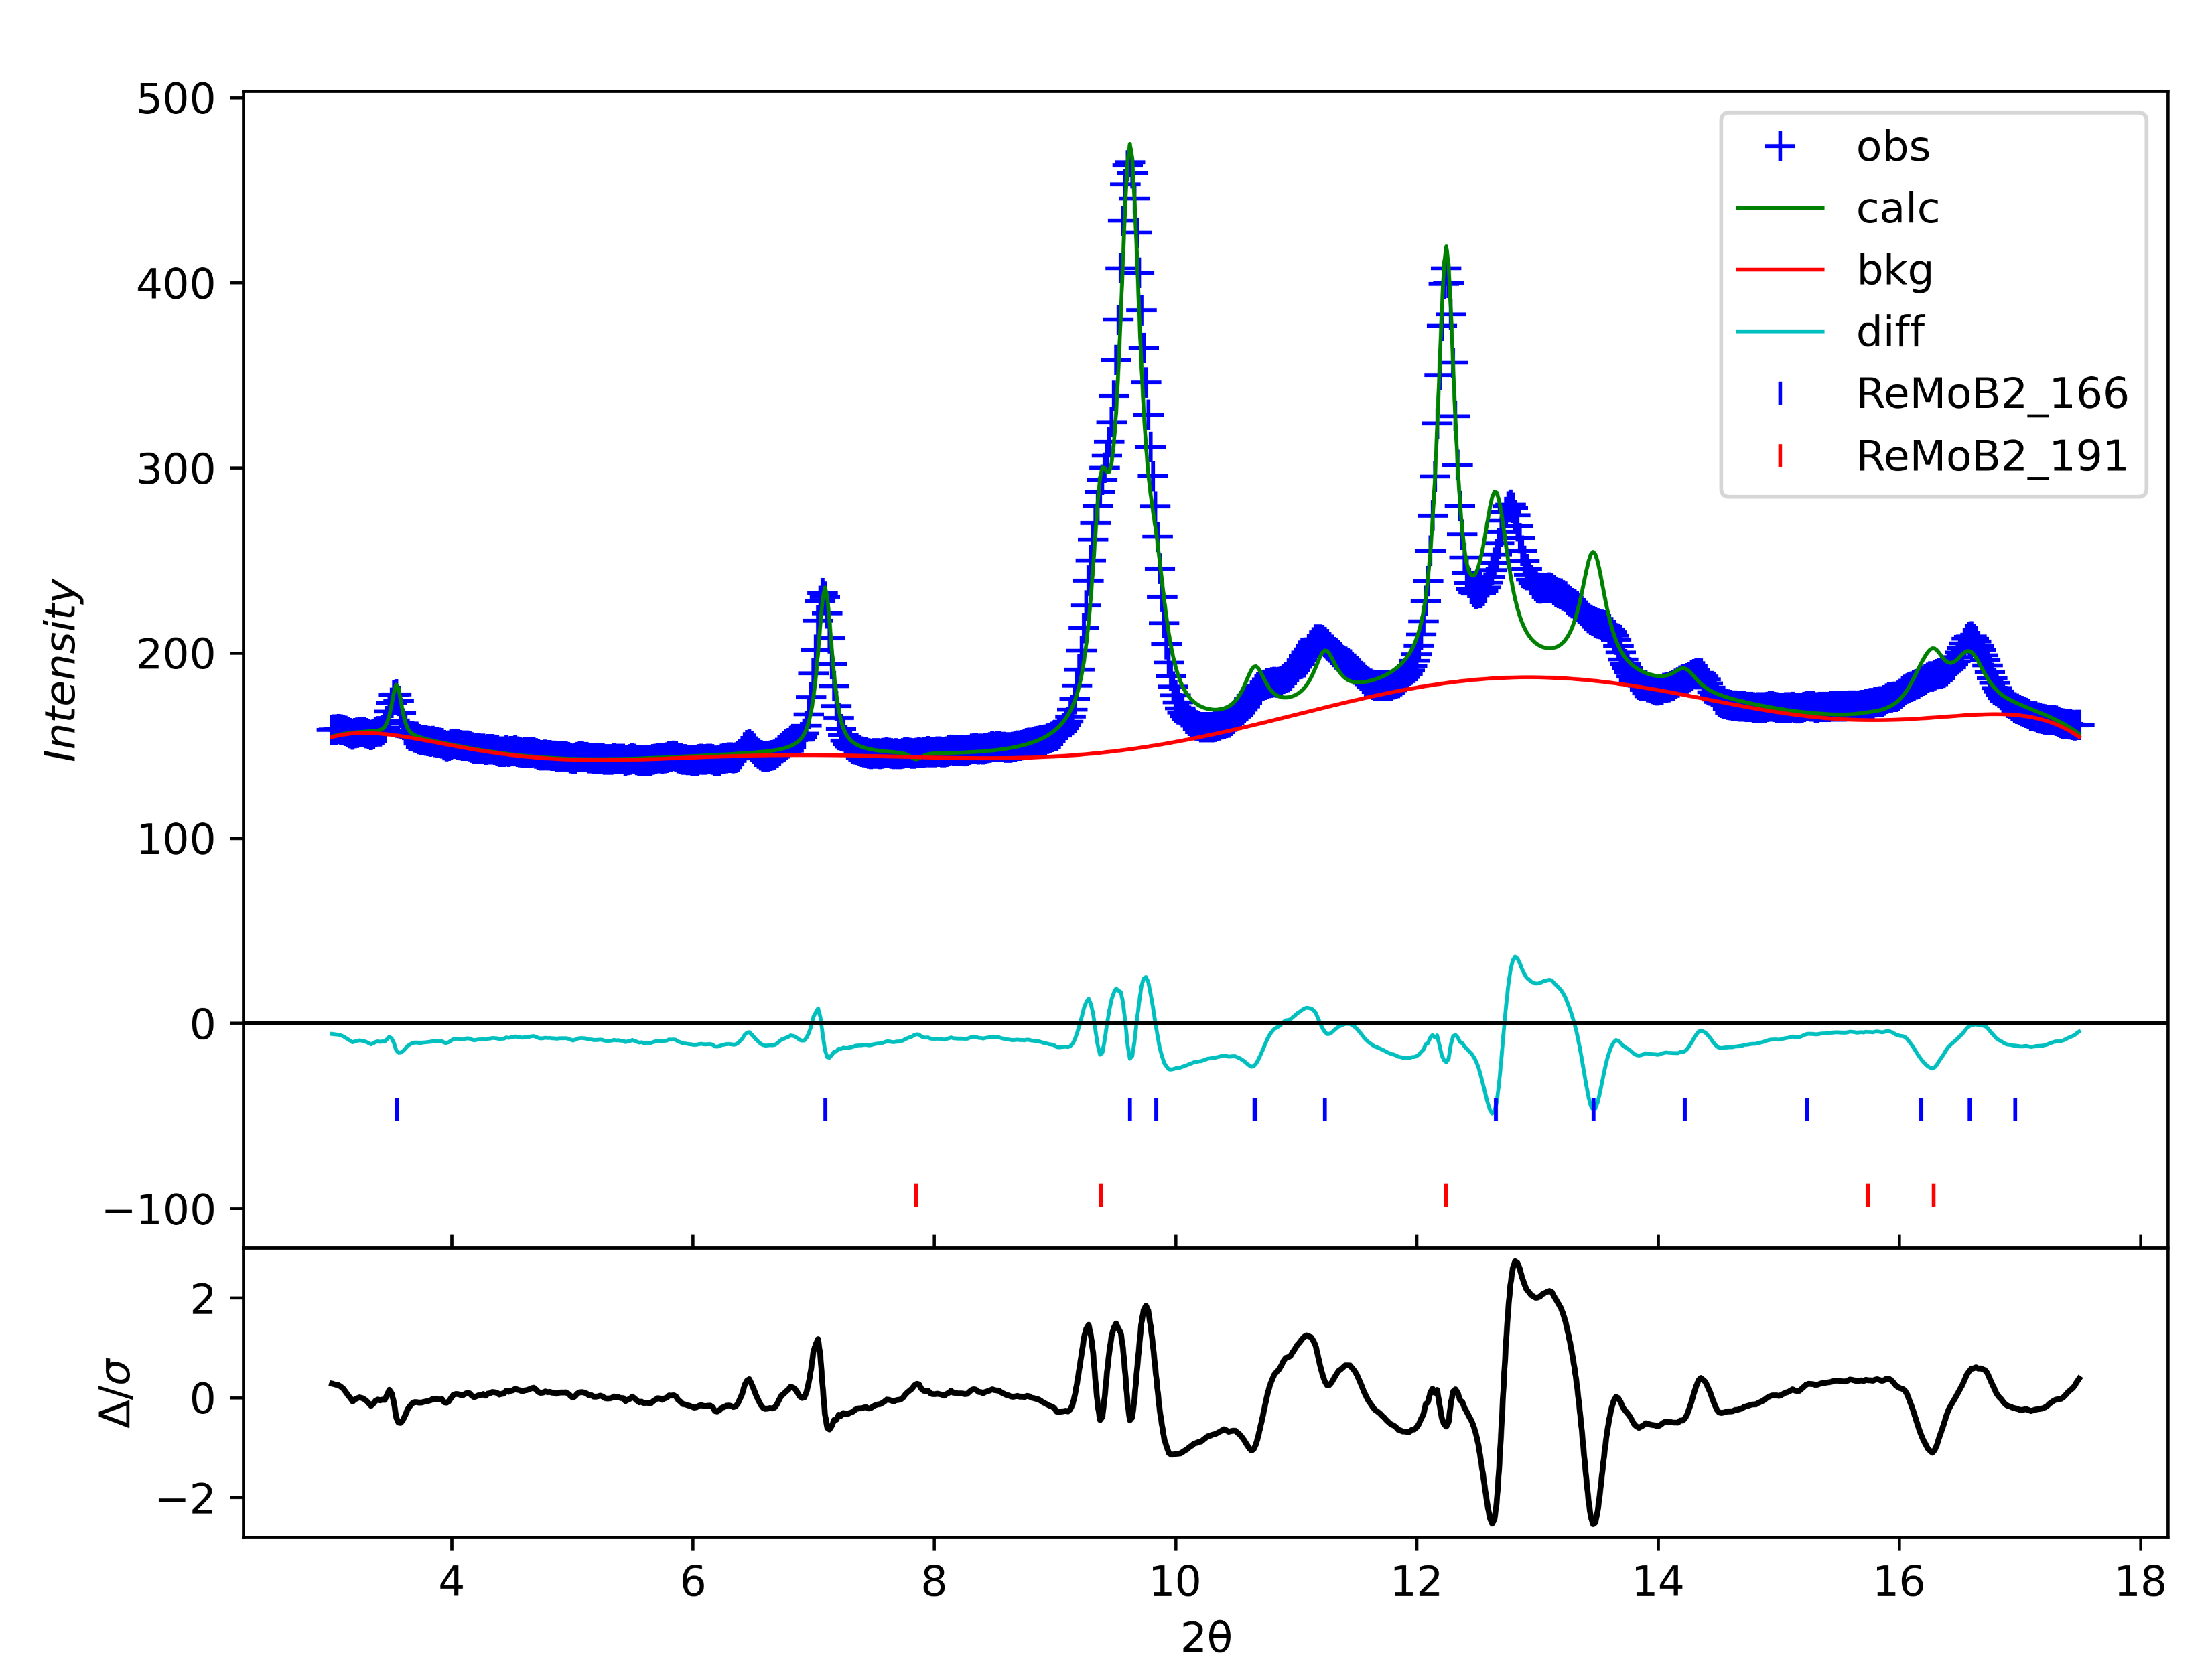 500
400
300
200
100
0
−100
Intensity
obs
calc
bkg
diff
ReMoB2_166
ReMoB2_191
2
0
−2
Δ/σ
4 6 8 10 12 14 16 18
2θ